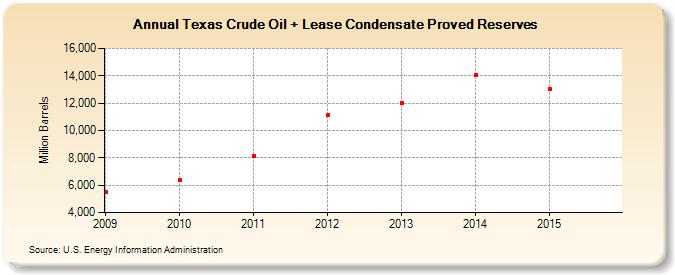 Annual Texas Crude Oil + Lease Condensate Proved Reserves
Million Barrels
16,000
14,000
12,000
10,000
8,000
6,000
4,000
2009 2010 2011 2012 2013 2014 2015
Source: U.S. Energy Information Administration